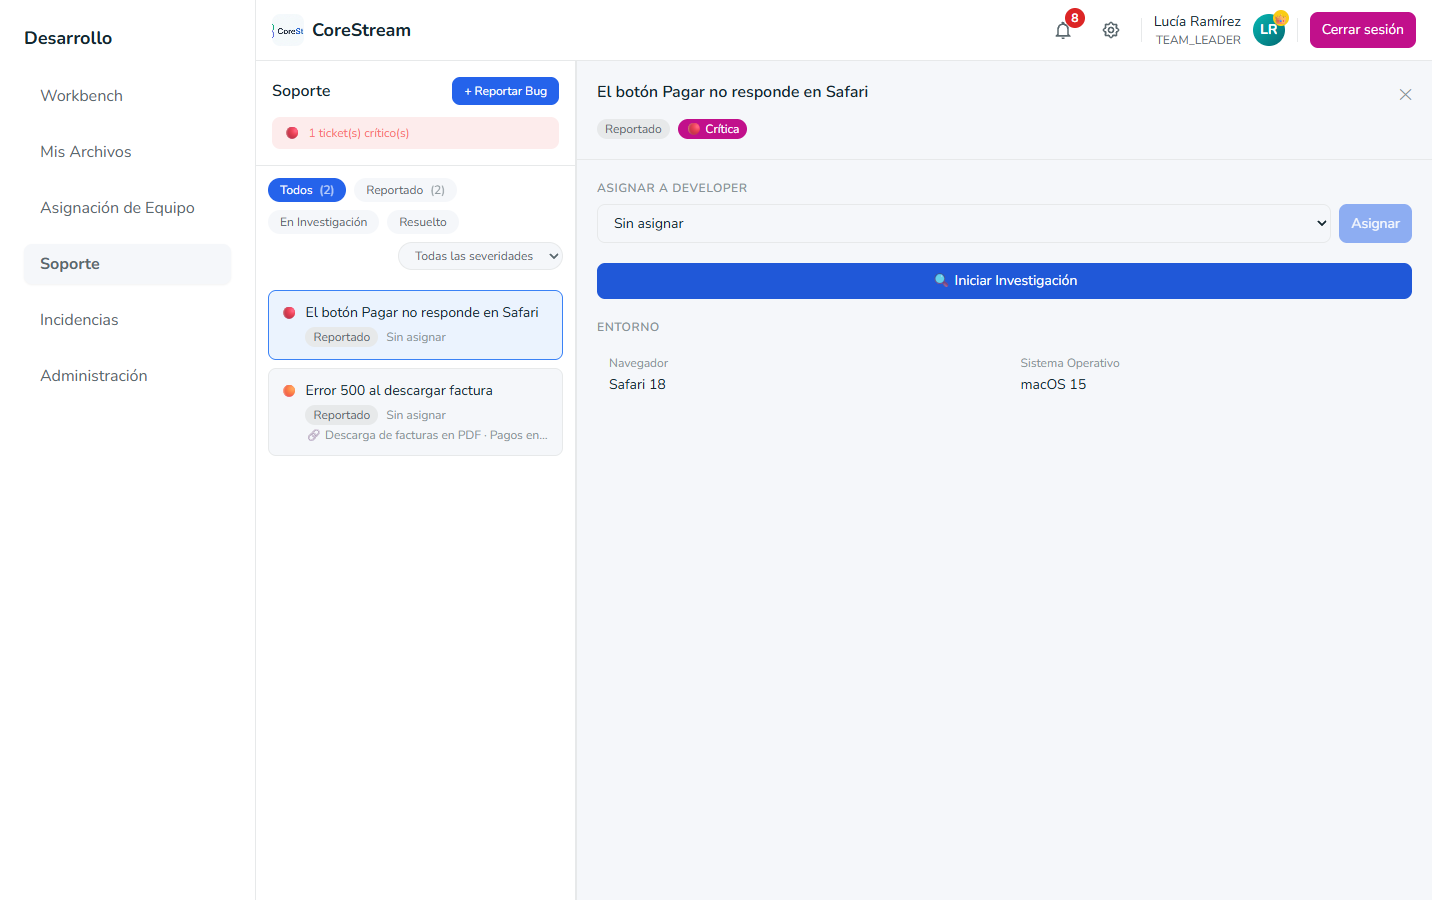 Desarrollo
Workbench
Mis Archivos
Asignación de Equipo
Soporte
Incidencias
Administración
CoreSt
CoreStream
8
Lucía Ramírez
TEAM_LEADER
LR
Cerrar sesión
Soporte
+ Reportar Bug
1 ticket(s) crítico(s)
Todos (2)
Reportado (2)
En Investigación
Resuelto
Todas las severidades
El botón Pagar no responde en Safari
Reportado
Sin asignar
Error 500 al descargar factura
Reportado
Sin asignar
Descarga de facturas en PDF · Pagos en...
El botón Pagar no responde en Safari
Reportado
Crítica
ASIGNAR A DEVELOPER
Sin asignar
Asignar
Iniciar Investigación
ENTORNO
Navegador
Safari 18
Sistema Operativo
macOS 15